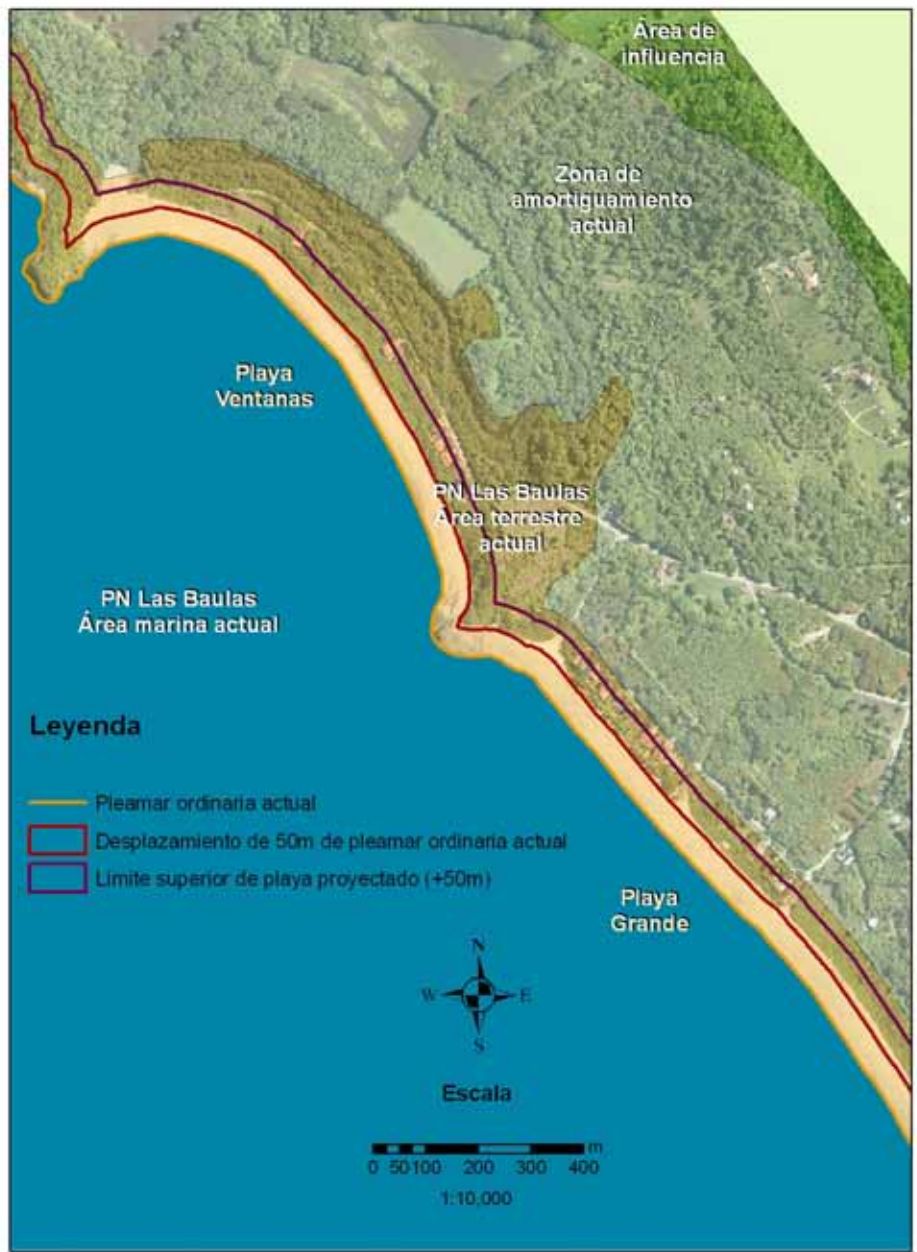 Área de
influencia
Zona de
amortiguamiento
actual
Playa
Ventanas
PN Las Baulas
Área terrestre
actual
PN Las Baulas
Área marina actual
Leyenda
Pleamar ordinaria actual
Desplazamiento de 50m de pleamar ordinaria actual
Límite superior de playa proyectado (+50m)
Playa
Grande
N
W E
S
Escala
m
0 50 100 200 300 400
1:10,000